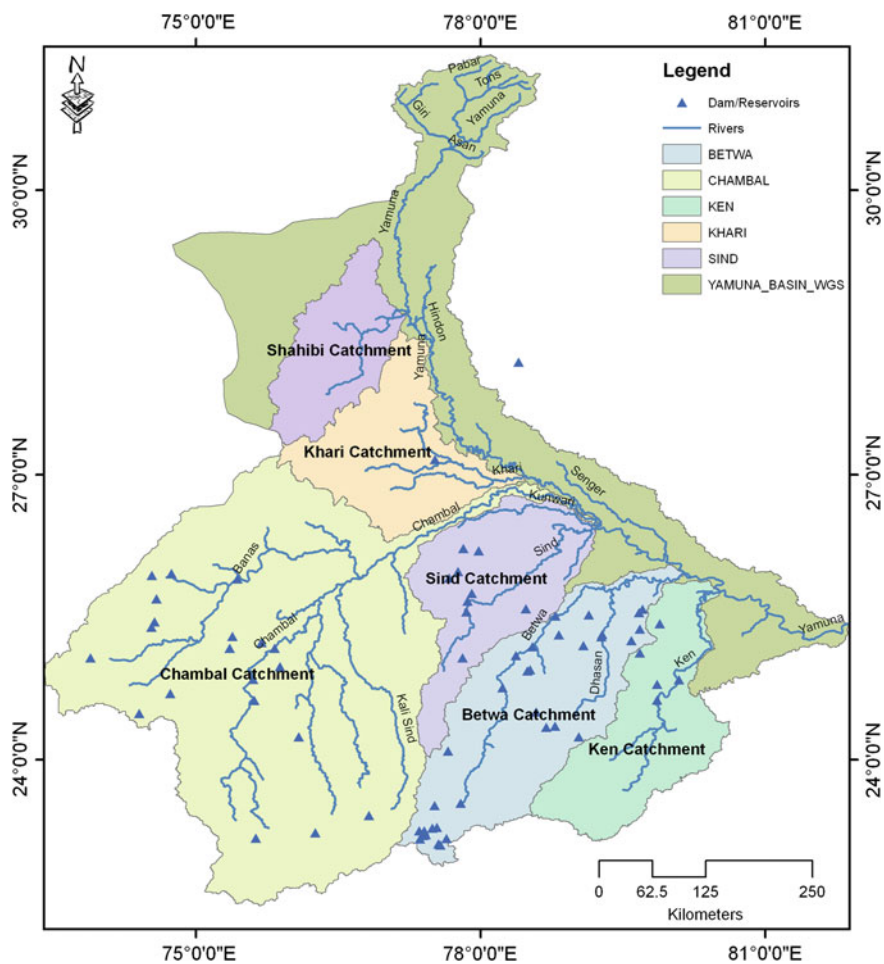 75°0'0"E
78°0'0"E
81°0'0"E
N
Legend
Dam/Reservoirs
Rivers
BETWA
CHAMBAL
KEN
KHARI
SIND
YAMUNA_BASIN_WGS
Pabar
Tons
Giri
Yamuna
Asan
30°0'0"N
30°0'0"N
Yamuna
Hindon
Shahibi Catchment
Yamuna
Khari Catchment
Khari
Senger
27°0'0"N
27°0'0"N
Kunwari
Chambal
Banas
Sind
Sind Catchment
Chambal
Betwa
Yamuna
Chambal Catchment
Ken
Dhasan
Kali Sind
Betwa Catchment
Ken Catchment
24°0'0"N
24°0'0"N
0 62.5 125 250
Kilometers
75°0'0"E
78°0'0"E
81°0'0"E